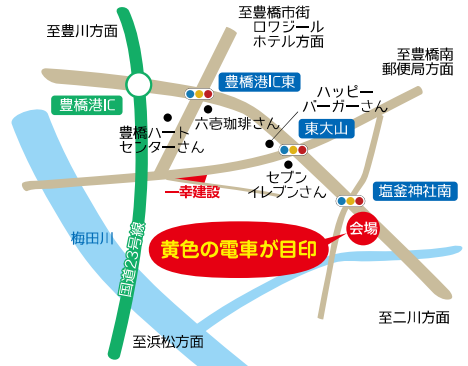 至豊橋市街
ロワジール
ホテル方面
至豊川方面
至豊橋南
郵便局方面
豊橋港IC東
豊橋港IC
ハッピー
バーガーさん
六壱珈琲さん
東大山
豊橋ハート
センターさん
セブン
イレブンさん
一幸建設
塩釜神社南
会場
梅田川
黄色の電車が目印
国道23号線
至二川方面
至浜松方面